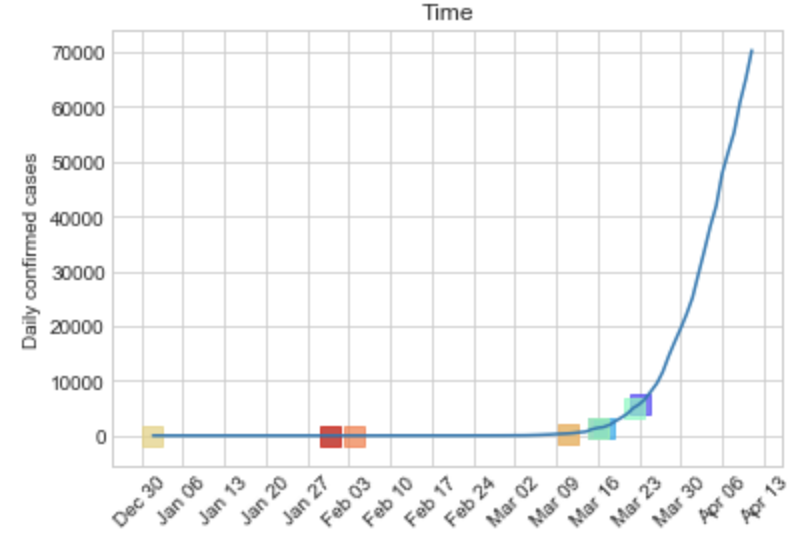 Time
Daily confirmed cases
70000
60000
50000
40000
30000
20000
10000
0
Dec 30
Jan 06
Jan 13
Jan 20
Jan 27
Feb 03
Feb 10
Feb 17
Feb 24
Mar 02
Mar 09
Mar 16
Mar 23
Mar 30
Apr 06
Apr 13